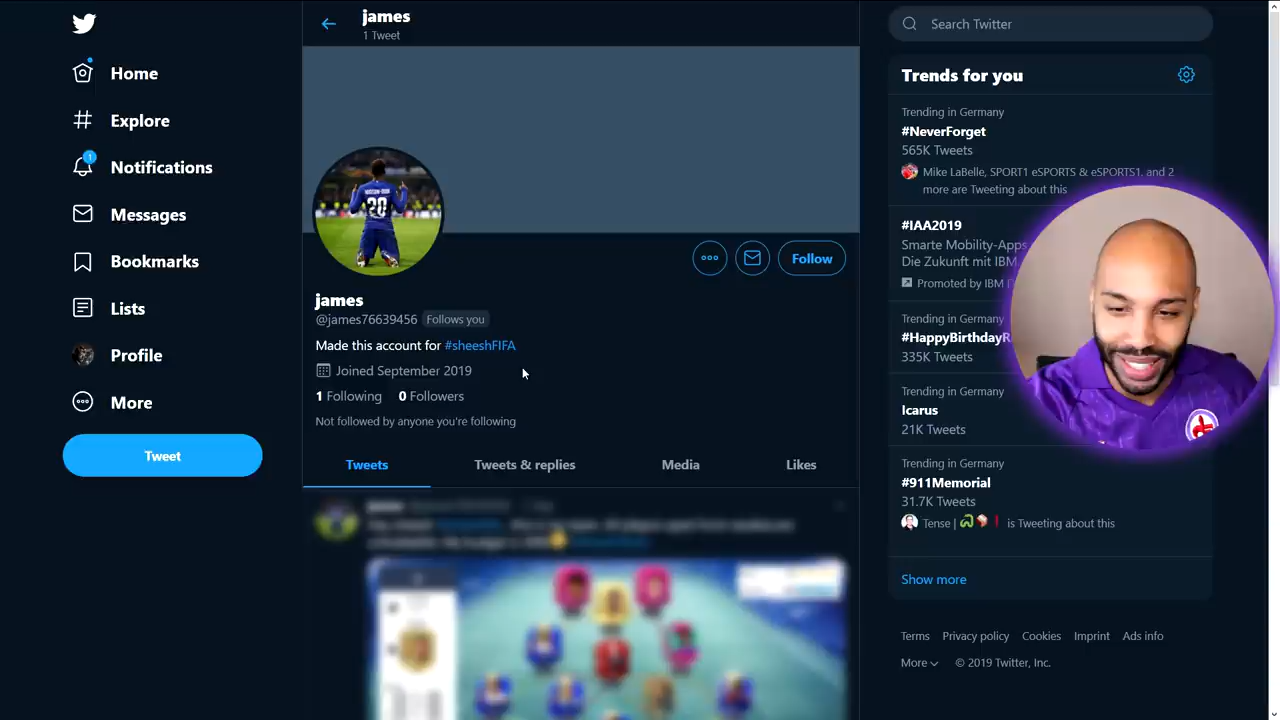 james
1 Tweet
Search Twitter
Home
Explore
1
Notifications
Messages
Bookmarks
Lists
Profile
More
Tweet
HUDSON-ODOI
20
Follow
james
@james76639456 Follows you
Made this account for #sheeshFIFA
Joined September 2019
1 Following 0 Followers
Not followed by anyone you're following
Tweets Tweets & replies Media Likes
Trends for you
Trending in Germany
#NeverForget
565K Tweets
Mike LaBelle, SPORT1 eSPORTS & eSPORTS1. and 2
more are Tweeting about this
#IAA2019
Smarte Mobility-Apps
Die Zukunft mit IBM
Promoted by IBM
Trending in Germany
#HappyBirthday
335K Tweets
Trending in Germany
Icarus
21K Tweets
Trending in Germany
#911Memorial
31.7K Tweets
Tense | is Tweeting about this
Show more
Terms Privacy policy Cookies Imprint Ads info
More © 2019 Twitter, Inc.